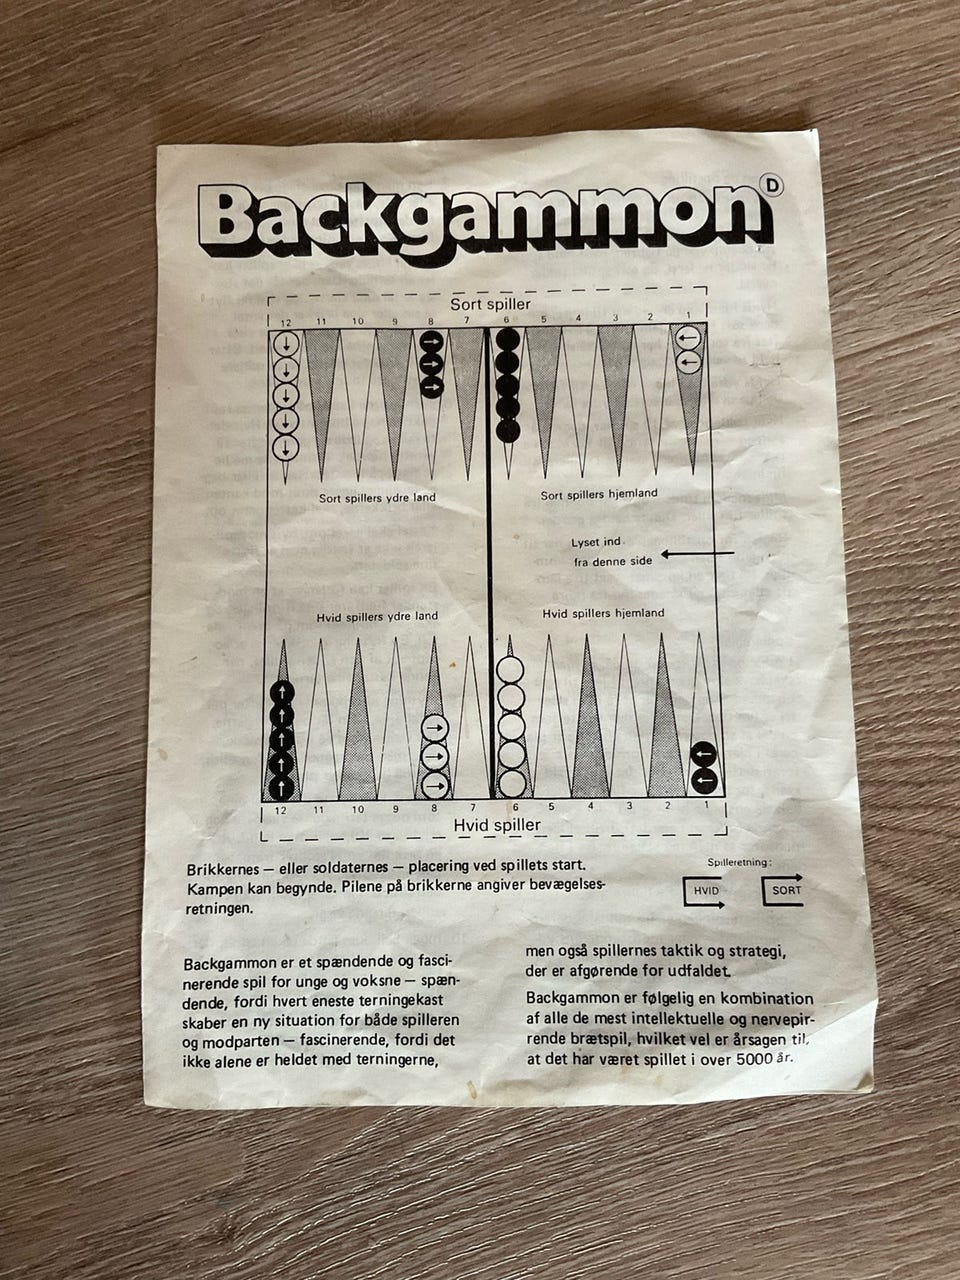 Backgammon D
Sort spiller
12 11 10 9 8 7 6 5 4 3 2 1
Sort spillers ydre land
Sort spillers hjemland
Lyset ind
fra denne side
Hvid spillers ydre land
Hvid spillers hjemland
12 11 10 9 8 7 6 5 4 3 2 1
Hvid spiller
Brikkernes — eller soldaternes — placering ved spillets start.
Kampen kan begynde. Pilene på brikkerne angiver bevægelses-
retningen.
Spilleretning:
HVID SORT
Backgammon er et spændende og fasci-
nerende spil for unge og voksne — spæn-
dende, fordi hvert eneste terningekast
skaber en ny situation for både spilleren
og modparten — fascinerende, fordi det
ikke alene er heldet med terningerne,
men også spillernes taktik og strategi,
der er afgørende for udfaldet.
Backgammon er følgelig en kombination
af alle de mest intellektuelle og nervepir-
rende brætspil, hvilket vel er årsagen til,
at det har været spillet i over 5000 år.